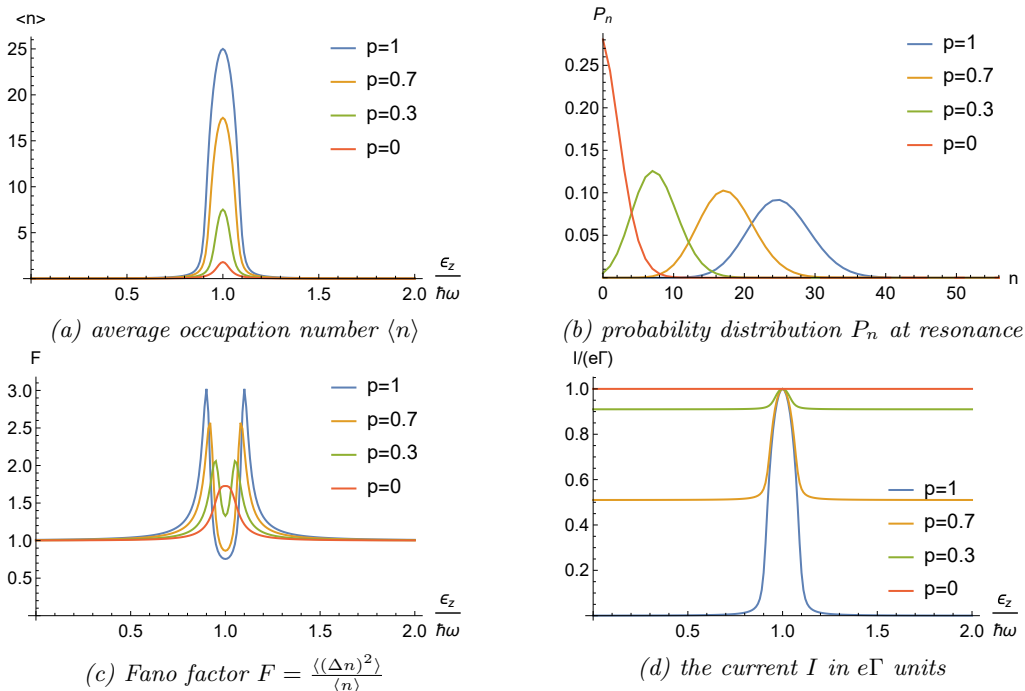 <n>
25
20
15
10
5
0.5
1.0
1.5
2.0
ϵz
ħω
p=1
p=0.7
p=0.3
p=0
(a) average occupation number ⟨n⟩
Pn
0.25
0.20
0.15
0.10
0.05
0
10
20
30
40
50
n
p=1
p=0.7
p=0.3
p=0
(b) probability distribution Pn at resonance
F
3.0
2.5
2.0
1.5
1.0
0.5
0.5
1.0
1.5
2.0
ϵz
ħω
p=1
p=0.7
p=0.3
p=0
(c) Fano factor F = ⟨(Δn)²⟩/⟨n⟩
I/(eΓ)
1.0
0.8
0.6
0.4
0.2
0.5
1.0
1.5
2.0
ϵz
ħω
p=1
p=0.7
p=0.3
p=0
(d) the current I in eΓ units